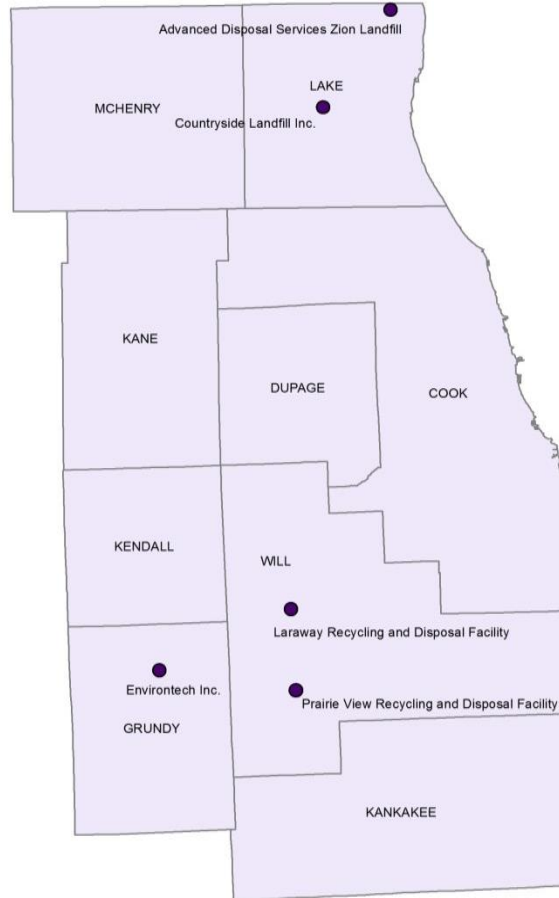 Advanced Disposal Services Zion Landfill
LAKE
MCHENRY
Countryside Landfill Inc.
KANE
DUPAGE
COOK
KENDALL
WILL
Laraway Recycling and Disposal Facility
Environtech Inc.
Prairie View Recycling and Disposal Facility
GRUNDY
KANKAKEE